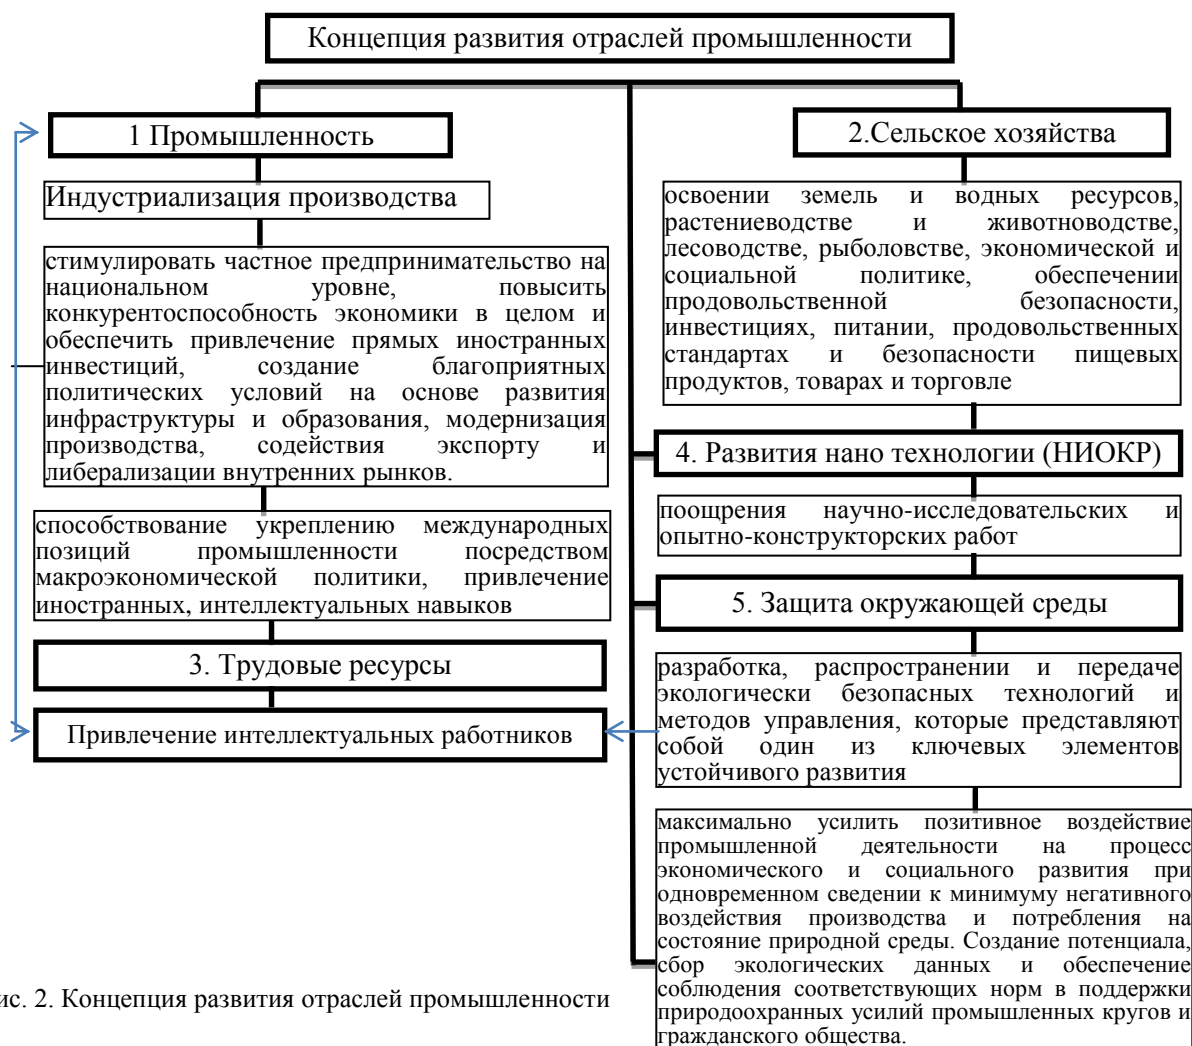 Концепция развития отраслей промышленности
1 Промышленность
Индустриализация производства
стимулировать частное предпринимательство на
национальном уровне, повысить
конкурентоспособность экономики в целом и
обеспечить привлечение прямых иностранных
инвестиций, создание благоприятных
политических условий на основе развития
инфраструктуры и образования, модернизация
производства, содействия экспорту и
либерализации внутренних рынков.
способствование укреплению международных
позиций промышленности посредством
макроэкономической политики, привлечение
иностранных, интеллектуальных навыков
3. Трудовые ресурсы
Привлечение интеллектуальных работников
2.Сельское хозяйства
освоении земель и водных ресурсов,
растениеводстве и животноводстве,
лесоводстве, рыболовстве, экономической и
социальной политике, обеспечении
продовольственной безопасности,
инвестициях, питании, продовольственных
стандартах и безопасности пищевых
продуктов, товарах и торговле
4. Развития нано технологии (НИОКР)
поощрения научно-исследовательских и
опытно-конструкторских работ
5. Защита окружающей среды
разработка, распространении и передаче
экологически безопасных технологий и
методов управления, которые представляют
собой один из ключевых элементов
устойчивого развития
максимально усилить позитивное воздействие
промышленной деятельности на процесс
экономического и социального развития при
одновременном сведении к минимуму негативного
воздействия производства и потребления на
состояние природной среды. Создание потенциала,
сбор экологических данных и обеспечение
соблюдения соответствующих норм в поддержки
природоохранных усилий промышленных кругов и
гражданского общества.
ис. 2. Концепция развития отраслей промышленности